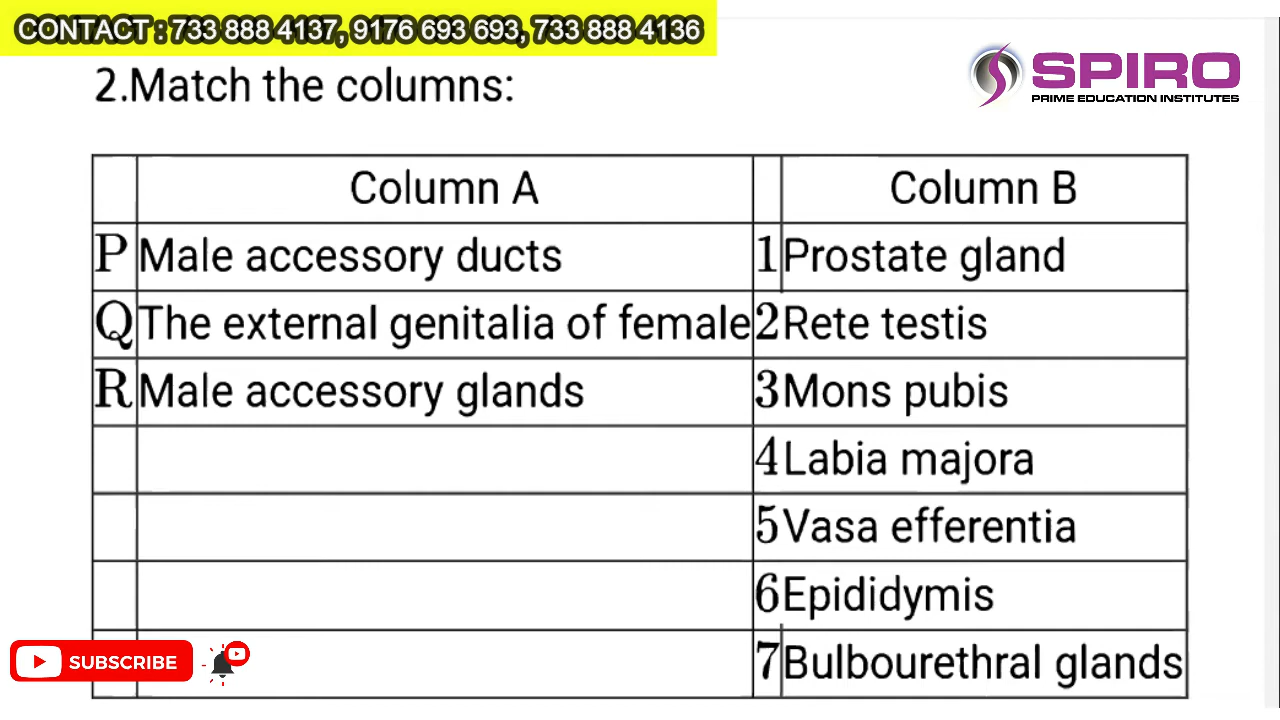 CONTACT : 733 888 4137, 9176 693 693, 733 888 4136
SPIRO
PRIME EDUCATION INSTITUTES
2.Match the columns:
Column A Column B
P Male accessory ducts 1 Prostate gland
Q The external genitalia of female 2 Rete testis
R Male accessory glands 3 Mons pubis
4 Labia majora
5 Vasa efferentia
6 Epididymis
7 Bulbourethral glands
SUBSCRIBE